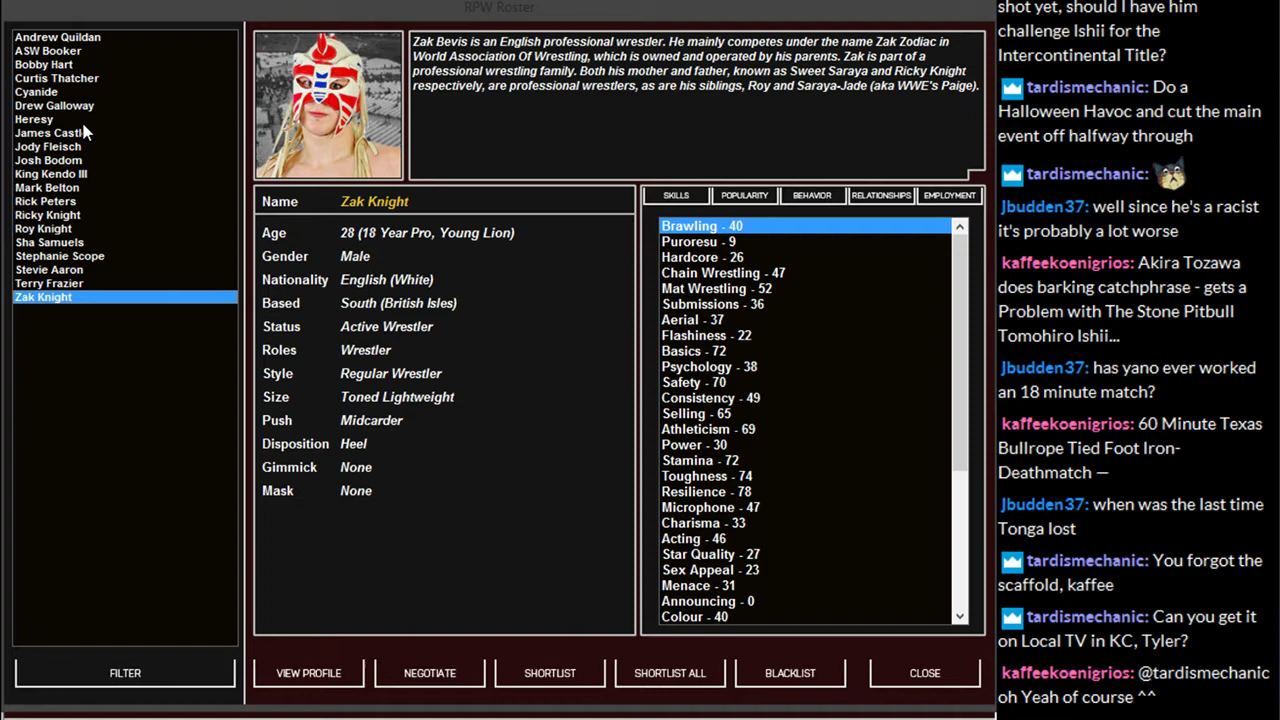 RPW Roster
Andrew Quildan
ASW Booker
Bobby Hart
Curtis Thatcher
Cyanide
Drew Galloway
Heresy
James Castl
Jody Fleisch
Josh Bodom
King Kendo III
Mark Belton
Rick Peters
Ricky Knight
Roy Knight
Sha Samuels
Stephanie Scope
Stevie Aaron
Terry Frazier
Zak Knight
FILTER
Zak Bevis is an English professional wrestler. He mainly competes under the name Zak Zodiac in
World Association Of Wrestling, which is owned and operated by his parents. Zak is part of a
professional wrestling family. Both his mother and father, known as Sweet Saraya and Ricky Knight
respectively, are professional wrestlers, as are his siblings, Roy and Saraya-Jade (aka WWE's Paige).
Name Zak Knight
Age 28 (18 Year Pro, Young Lion)
Gender Male
Nationality English (White)
Based South (British Isles)
Status Active Wrestler
Roles Wrestler
Style Regular Wrestler
Size Toned Lightweight
Push Midcarder
Disposition Heel
Gimmick None
Mask None
SKILLS POPULARITY BEHAVIOR RELATIONSHIPS EMPLOYMENT
Brawling - 40
Puroresu - 9
Hardcore - 26
Chain Wrestling - 47
Mat Wrestling - 52
Submissions - 36
Aerial - 37
Flashiness - 22
Basics - 72
Psychology - 38
Safety - 70
Consistency - 49
Selling - 65
Athleticism - 69
Power - 30
Stamina - 72
Toughness - 74
Resilience - 78
Microphone - 47
Charisma - 33
Acting - 46
Star Quality - 27
Sex Appeal - 23
Menace - 31
Announcing - 0
Colour - 40
VIEW PROFILE NEGOTIATE SHORTLIST SHORTLIST ALL BLACKLIST CLOSE
shot yet, should I have him
challenge Ishii for the
Intercontinental Title?
tardismechanic: Do a
Halloween Havoc and cut the main
event off halfway through
tardismechanic:
Jbudden37: well since he's a racist
it's probably a lot worse
kaffeekoenigrios: Akira Tozawa
does barking catchphrase - gets a
Problem with The Stone Pitbull
Tomohiro Ishii...
Jbudden37: has yano ever worked
an 18 minute match?
kaffeekoenigrios: 60 Minute Texas
Bullrope Tied Foot Iron-
Deathmatch —
Jbudden37: when was the last time
Tonga lost
tardismechanic: You forgot the
scaffold, kaffee
tardismechanic: Can you get it
on Local TV in KC, Tyler?
kaffeekoenigrios: @tardismechanic
oh Yeah of course ^^